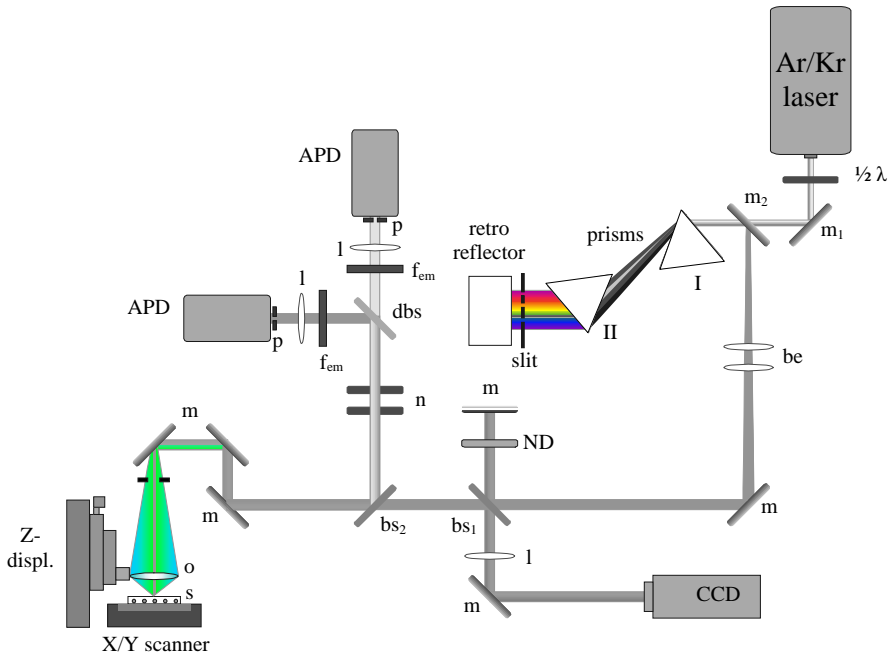 Ar/Kr
laser
½ λ
m₂
m₁
APD
p
l
fₑₘ
retro
reflector
prisms
I
II
slit
APD
l
p
fₑₘ
dbs
be
n
m
ND
m
m
bs₂
bs₁
m
l
Z-
displ.
o
s
m
CCD
X/Y scanner